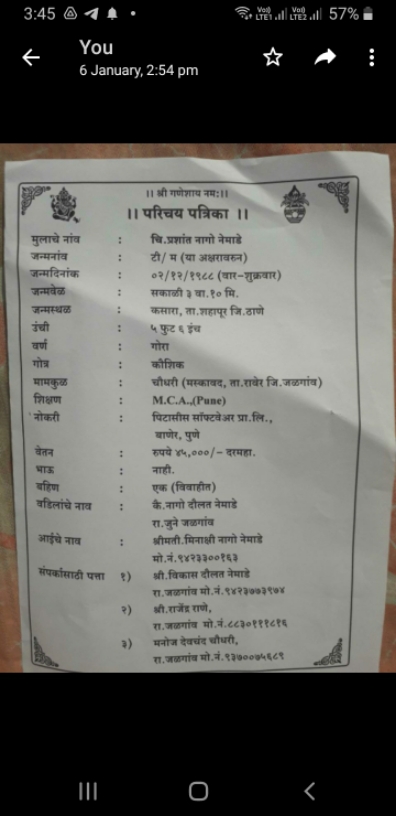 3:45 57%
You
6 January, 2:54 pm
।। श्री गणेशाय नमः।।
।। परिचय पत्रिका ।।
मुलाचे नांव : चि.प्रशांत नागो नेमाडे
जन्मनांव : टी/ म (या अक्षरावरुन)
जन्मदिनांक : ०२/१२/१९८८ (वार-शुक्रवार)
जन्मवेळ : सकाळी ३ वा.१० मि.
जन्मस्थळ : कसारा, ता.शहापूर जि.ठाणे
उंची : ५ फुट ६ इंच
वर्ण : गोरा
गोत्र : कौशिक
मामकुळ : चौधरी (मस्कावद, ता.रावेर जि.जळगांव)
शिक्षण : M.C.A.,(Pune)
नोकरी : पिटासीस सॉफ्टवेअर प्रा.लि.,
बाणेर, पुणे
वेतन : रुपये ४५,०००/- दरमहा.
भाऊ : नाही.
बहिण : एक (विवाहीत)
वडिलांचे नाव : कै.नागो दौलत नेमाडे
रा.जुने जळगांव
आईचे नाव : श्रीमती.मिनाक्षी नागो नेमाडे
मो.नं.९४२३३००१६३
संपर्कासाठी पत्ता १) श्री.विकास दौलत नेमाडे
रा.जळगांव मो.नं.९४२३७७३९७४
२) श्री.राजेंद्र राणे,
रा.जळगांव मो.नं.८८३०१११८१६
३) मनोज देवचंद चौधरी,
रा.जळगांव मो.नं.९३७००७५६८९